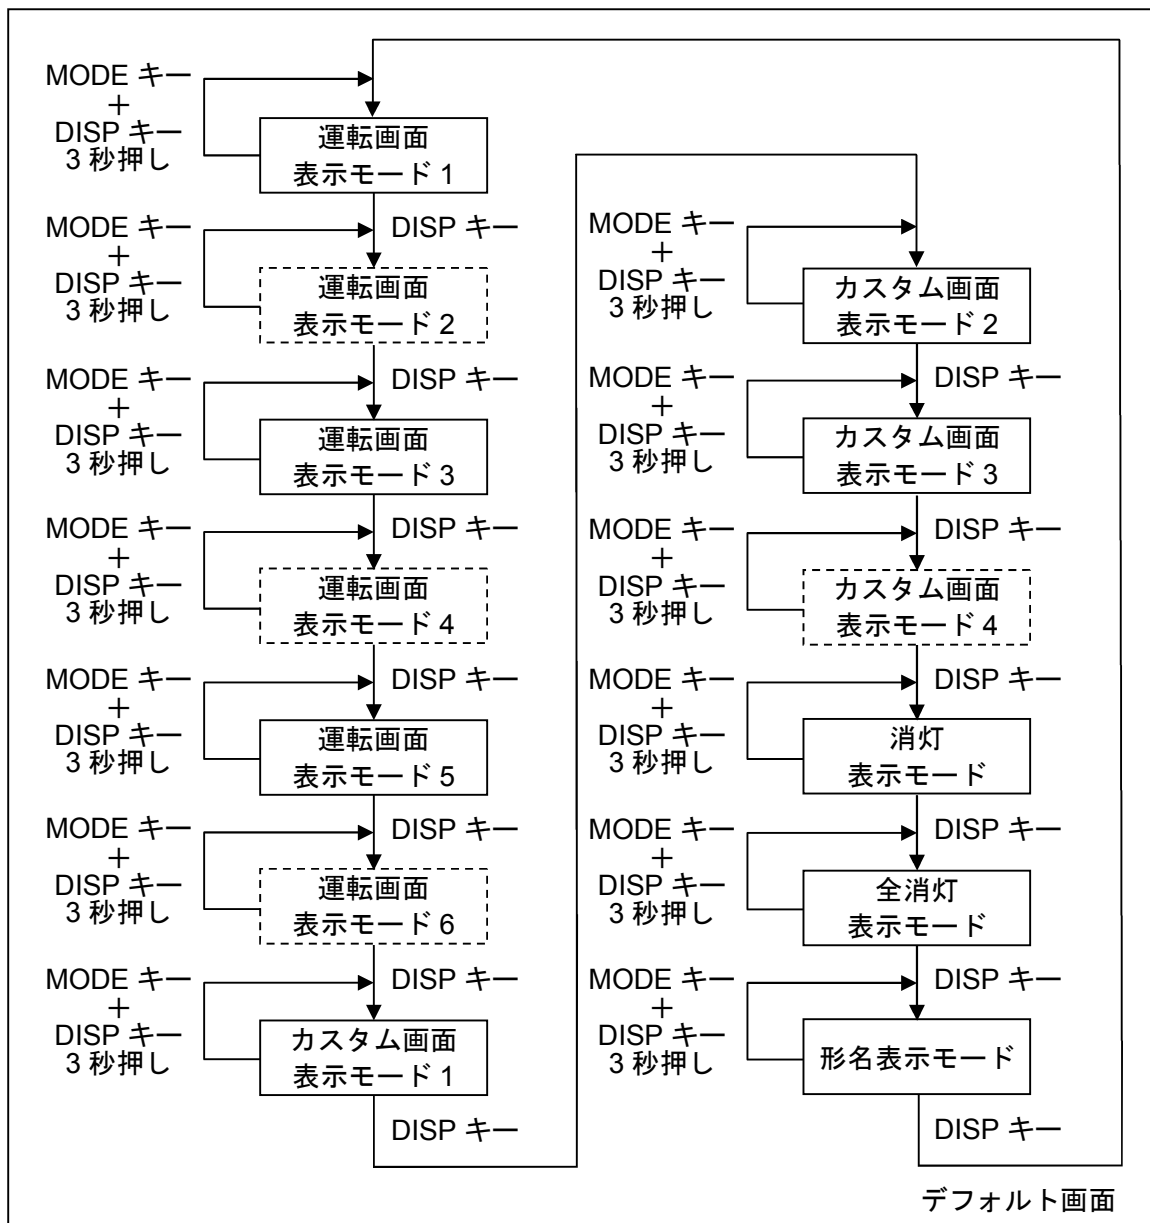 MODE キー
＋
DISP キー
3 秒押し
運転画面
表示モード 1
DISP キー
MODE キー
＋
DISP キー
3 秒押し
運転画面
表示モード 2
DISP キー
MODE キー
＋
DISP キー
3 秒押し
運転画面
表示モード 3
DISP キー
MODE キー
＋
DISP キー
3 秒押し
運転画面
表示モード 4
DISP キー
MODE キー
＋
DISP キー
3 秒押し
運転画面
表示モード 5
DISP キー
MODE キー
＋
DISP キー
3 秒押し
運転画面
表示モード 6
DISP キー
MODE キー
＋
DISP キー
3 秒押し
カスタム画面
表示モード 1
DISP キー
MODE キー
＋
DISP キー
3 秒押し
カスタム画面
表示モード 2
DISP キー
MODE キー
＋
DISP キー
3 秒押し
カスタム画面
表示モード 3
DISP キー
MODE キー
＋
DISP キー
3 秒押し
カスタム画面
表示モード 4
DISP キー
MODE キー
＋
DISP キー
3 秒押し
消灯
表示モード
DISP キー
MODE キー
＋
DISP キー
3 秒押し
全消灯
表示モード
DISP キー
MODE キー
＋
DISP キー
3 秒押し
形名表示モード
DISP キー
デフォルト画面